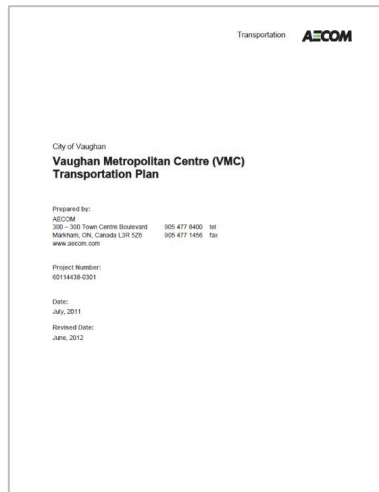 Transportation AECOM
City of Vaughan
Vaughan Metropolitan Centre (VMC)
Transportation Plan
Prepared by:
AECOM
300 – 300 Town Centre Boulevard 905 477 8400 tel
Markham, ON, Canada L3R 5Z6 905 477 1456 fax
www.aecom.com
Project Number:
60114438-0301
Date:
July, 2011
Revised Date:
June, 2012